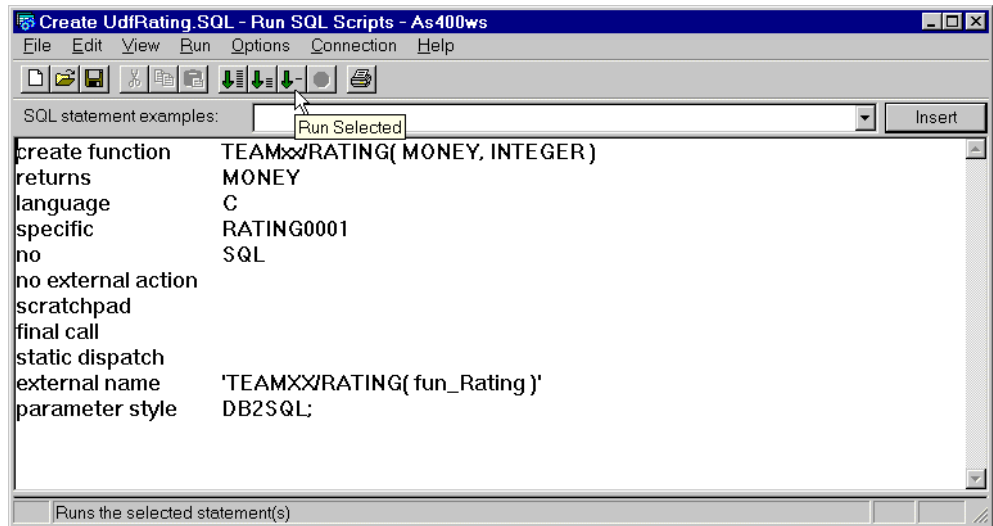 Create UdfRating.SQL - Run SQL Scripts - As400ws
File Edit View Run Options Connection Help
SQL statement examples: Insert
Run Selected
create function TEAMxx/RATING( MONEY, INTEGER )
returns MONEY
language C
specific RATING0001
no SQL
no external action
scratchpad
final call
static dispatch
external name 'TEAMXX/RATING( fun_Rating )'
parameter style DB2SQL;
Runs the selected statement(s)